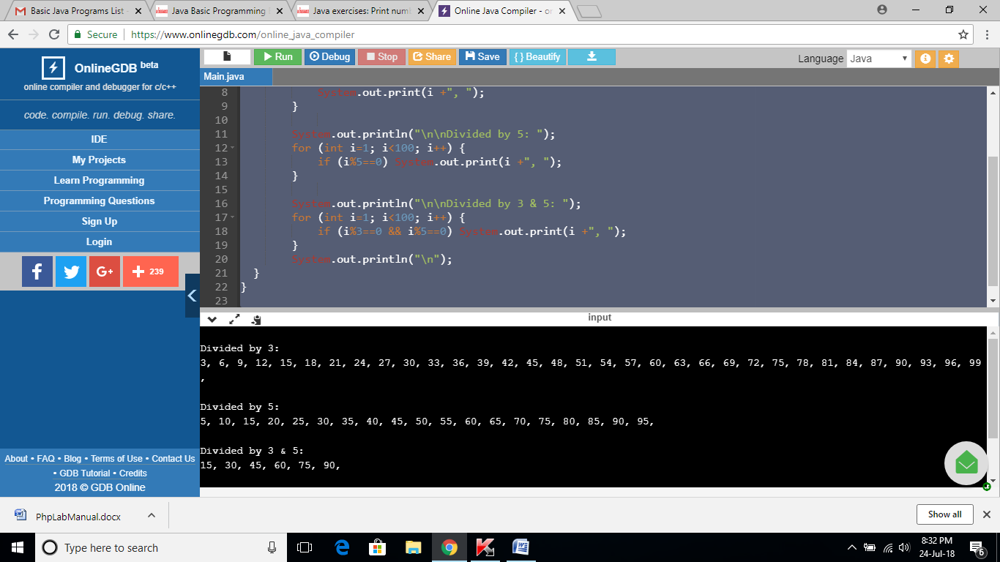 Basic Java Programs List -
Java Basic Programming
Java exercises: Print num
Online Java Compiler - or
Secure
https://www.onlinegdb.com/online_java_compiler
OnlineGDB beta
online compiler and debugger for c/c++
code. compile. run. debug. share.
IDE
My Projects
Learn Programming
Programming Questions
Sign Up
Login
f
G+
+ 239
About • FAQ • Blog • Terms of Use • Contact Us
• GDB Tutorial • Credits
2018 © GDB Online
Run
Debug
Stop
Share
Save
{ } Beautify
Language
Java
Main.java
8 System.out.print(i +", ");
9 }
10
11 System.out.println("\n\nDivided by 5: ");
12 for (int i=1; i<100; i++) {
13 if (i%5==0) System.out.print(i +", ");
14 }
15
16 System.out.println("\n\nDivided by 3 & 5: ");
17 for (int i=1; i<100; i++) {
18 if (i%3==0 && i%5==0) System.out.print(i +", ");
19 }
20 System.out.println("\n");
21 }
22 }
23
input
Divided by 3:
3, 6, 9, 12, 15, 18, 21, 24, 27, 30, 33, 36, 39, 42, 45, 48, 51, 54, 57, 60, 63, 66, 69, 72, 75, 78, 81, 84, 87, 90, 93, 96, 99
,
Divided by 5:
5, 10, 15, 20, 25, 30, 35, 40, 45, 50, 55, 60, 65, 70, 75, 80, 85, 90, 95,
Divided by 3 & 5:
15, 30, 45, 60, 75, 90,
PhpLabManual.docx
Show all
Type here to search
8:32 PM
24-Jul-18
6